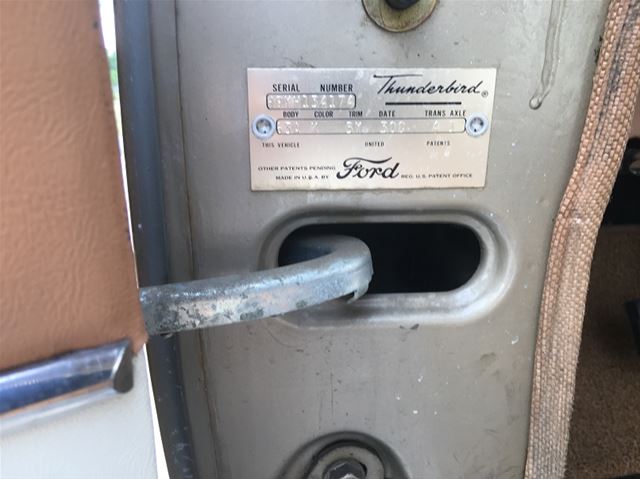 SERIAL NUMBER Thunderbird®
BODY COLOR TRIM DATE TRANS AXLE
THIS VEHICLE UNITED PATENTS
OTHER PATENTS PENDING
MADE IN U.S.A. BY Ford REG. U.S. PATENT OFFICE